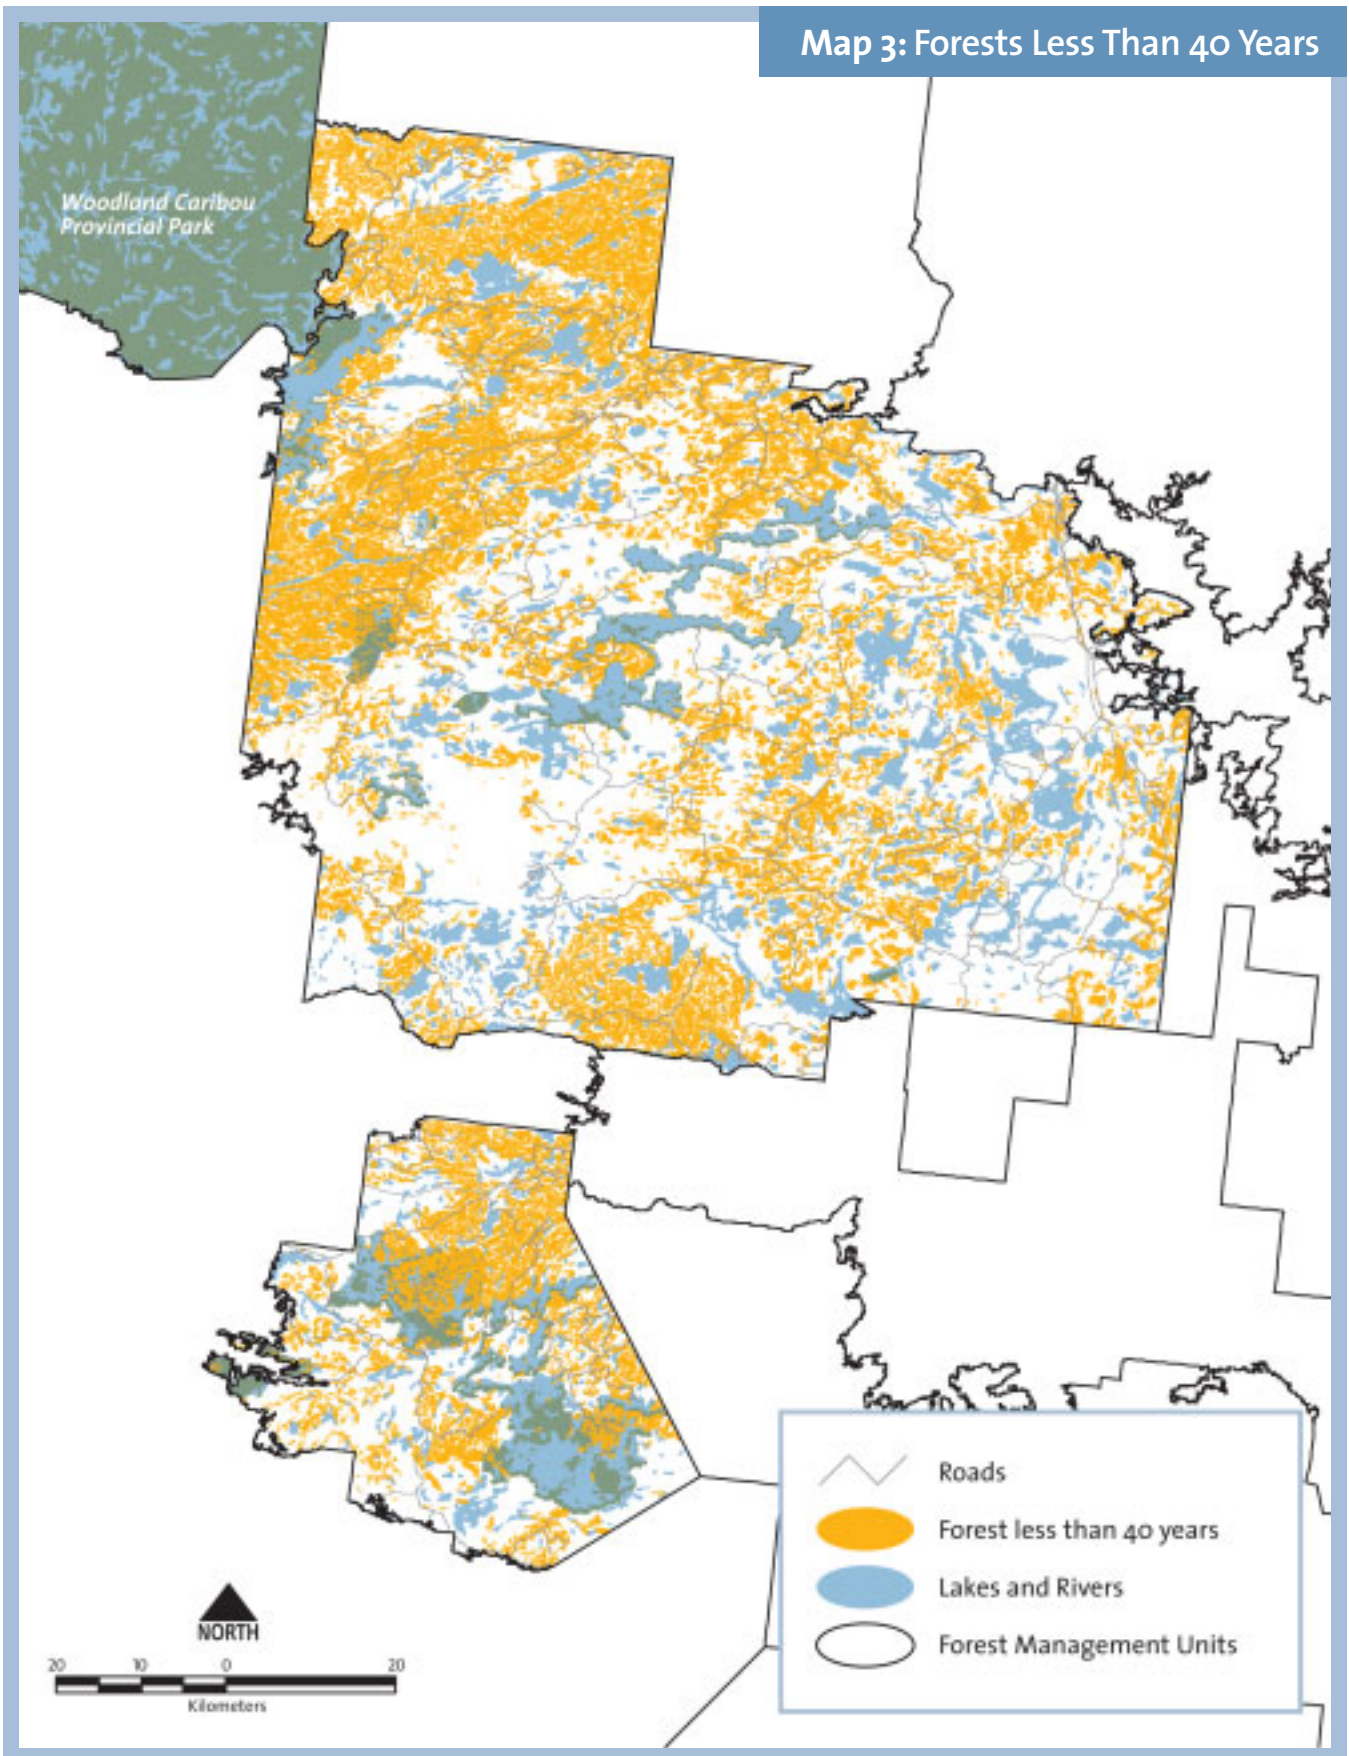 Map 3: Forests Less Than 40 Years
Woodland Caribou
Provincial Park
Roads
Forest less than 40 years
Lakes and Rivers
Forest Management Units
NORTH
20 10 0 20
Kilometers